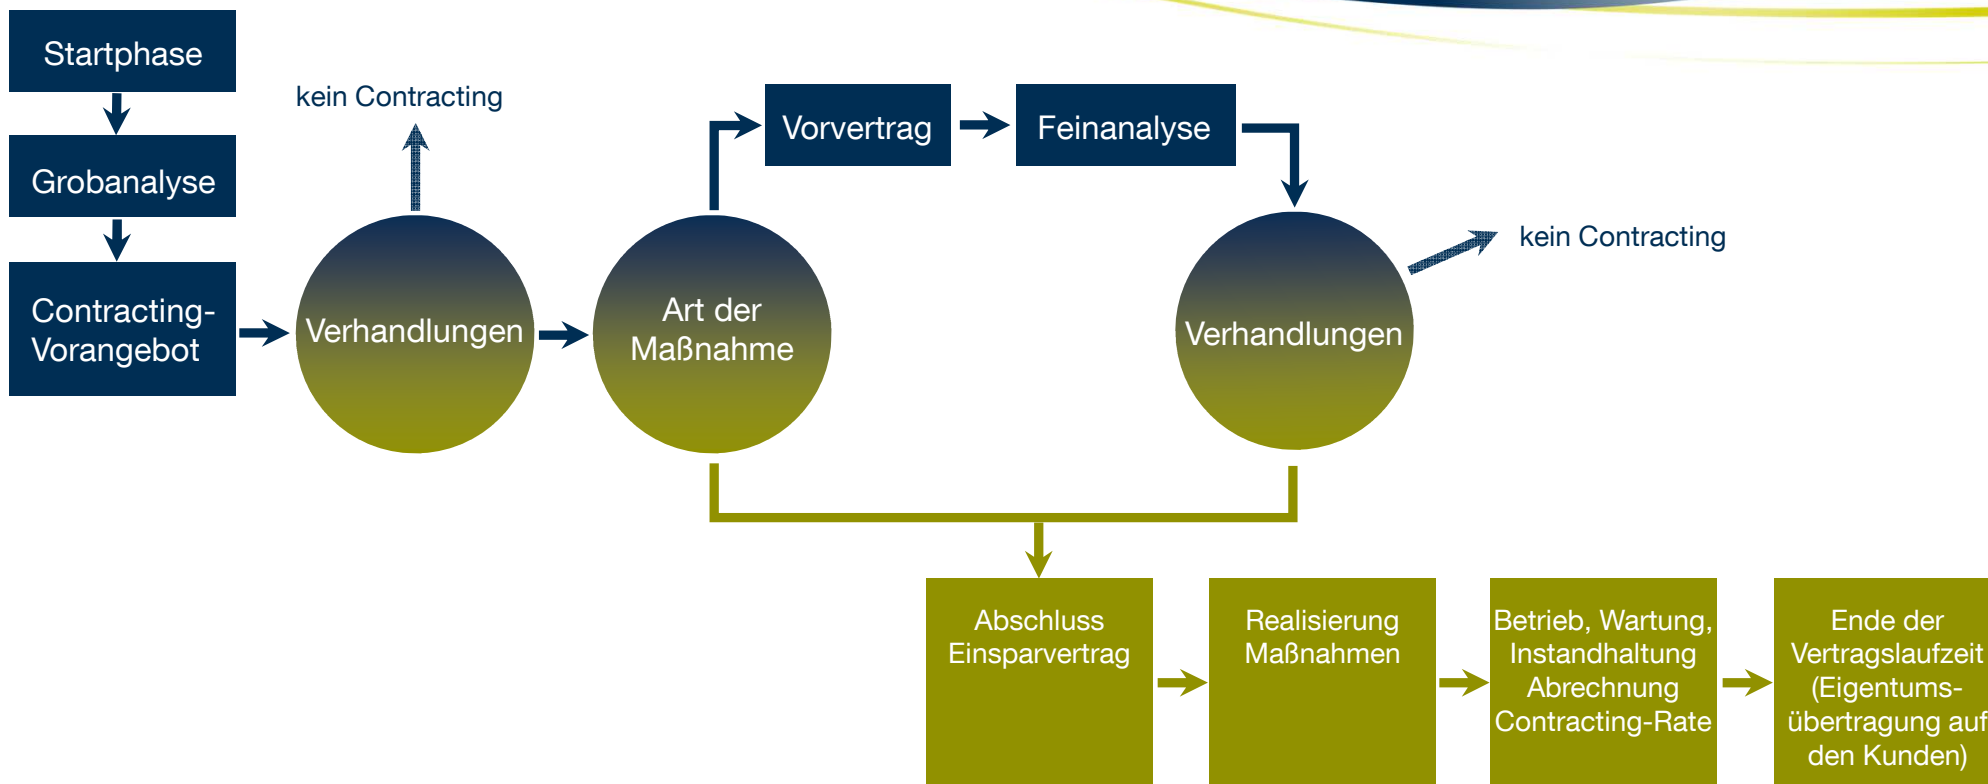 Startphase
Grobanalyse
Contracting-
Vorangebot
kein Contracting
Verhandlungen
Art der
Maßnahme
Vorvertrag
Feinanalyse
Verhandlungen
kein Contracting
Abschluss
Einsparvertrag
Realisierung
Maßnahmen
Betrieb, Wartung,
Instandhaltung
Abrechnung
Contracting-Rate
Ende der
Vertragslaufzeit
(Eigentums-
übertragung auf
den Kunden)